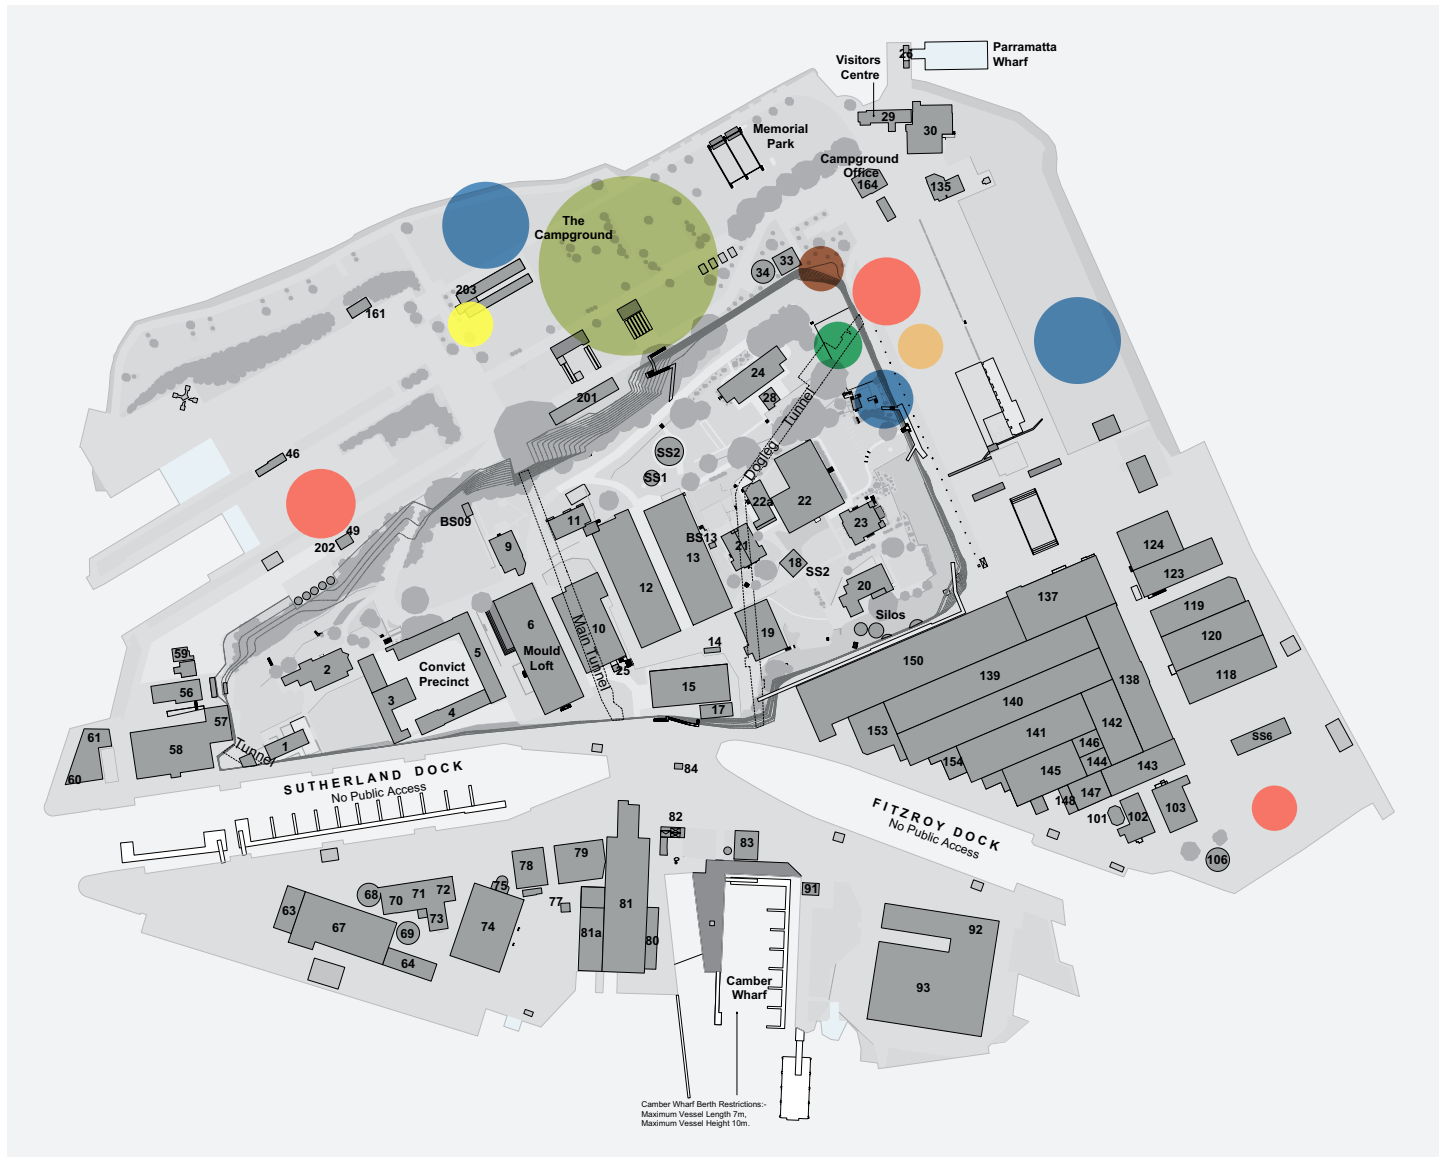 26
Parramatta
Wharf
Visitors
Centre
29
30
Memorial
Park
Campground
Office
164
135
The
Campground
33
34
203
161
24
28
201
Dogleg Tunnel
46
SS2
SS1
22
22a
BS09
49
202
11
9
BS13
21
23
18
SS2
20
13
12
124
123
137
119
120
118
Silos
19
6
Mould
Loft
10
Main Tunnel
25
14
15
17
5
Convict
Precinct
2
3
4
1
Tunnel
59
56
57
58
61
60
150
139
140
138
141
142
153
154
146
144
145
143
147
148
101
102
103
106
SS6
SUTHERLAND DOCK
No Public Access
84
FITZROY DOCK
No Public Access
82
83
79
78
75
77
81
81a
80
74
72
71
70
73
68
69
67
63
64
91
92
93
Camber
Wharf
Camber Wharf Berth Restrictions:-
Maximum Vessel Length 7m,
Maximum Vessel Height 10m.